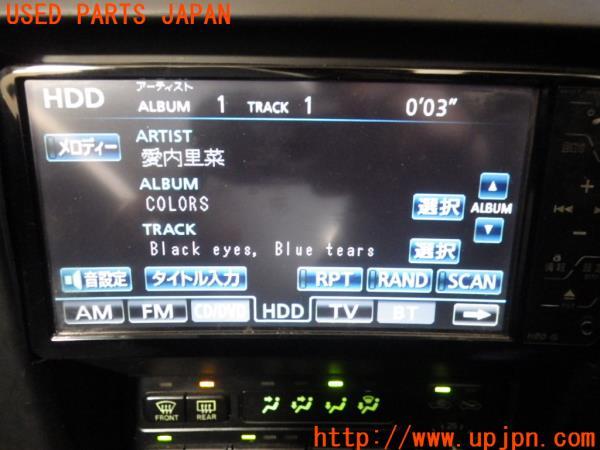 USED PARTS JAPAN
HDD
アーティスト
ALBUM 1 TRACK 1 0'03"
メロディー
ARTIST
愛内里菜
ALBUM
COLORS
選択 ALBUM
TRACK
Black eyes, Blue tears
選択
音設定 タイトル入力 RPT RAND SCAN
AM FM CD/DVD HDD TV BT
FRONT REAR
http://www.upjpn.com